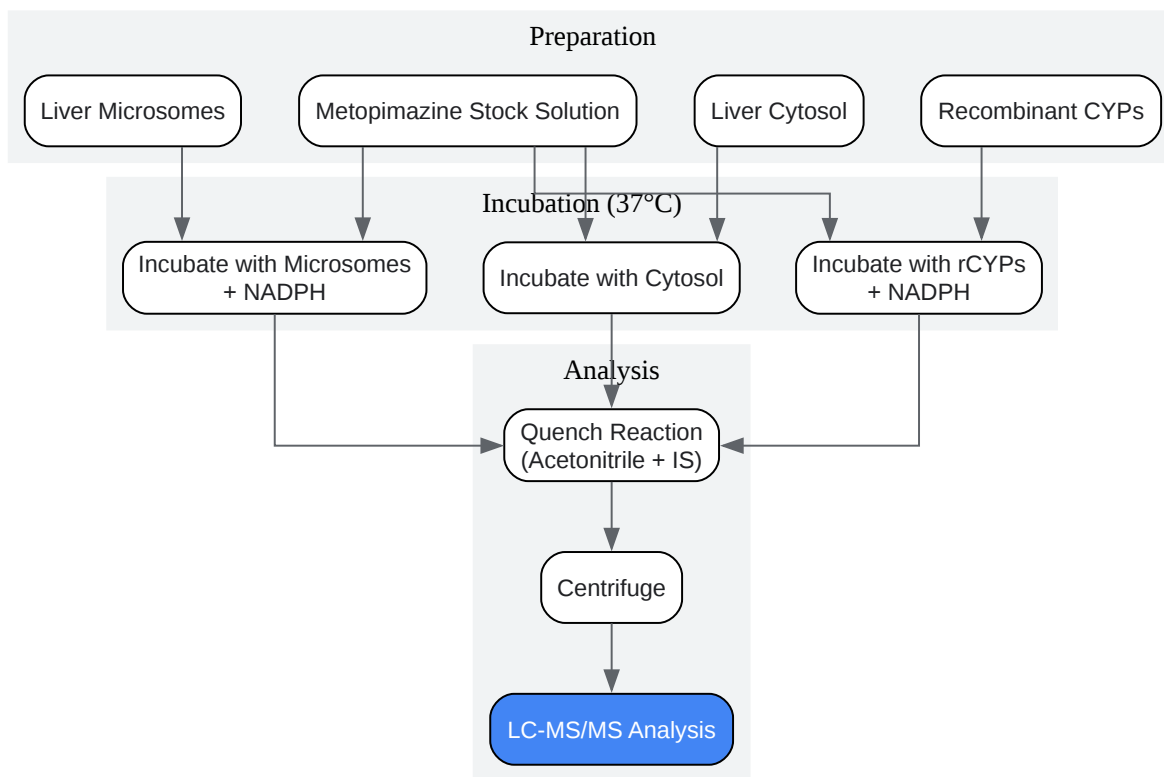 Preparation
Liver Microsomes
Metopimazine Stock Solution
Liver Cytosol
Recombinant CYPs
Incubation (37°C)
Incubate with Microsomes
+ NADPH
Incubate with Cytosol
Incubate with rCYPs
+ NADPH
Analysis
Quench Reaction
(Acetonitrile + IS)
Centrifuge
LC-MS/MS Analysis